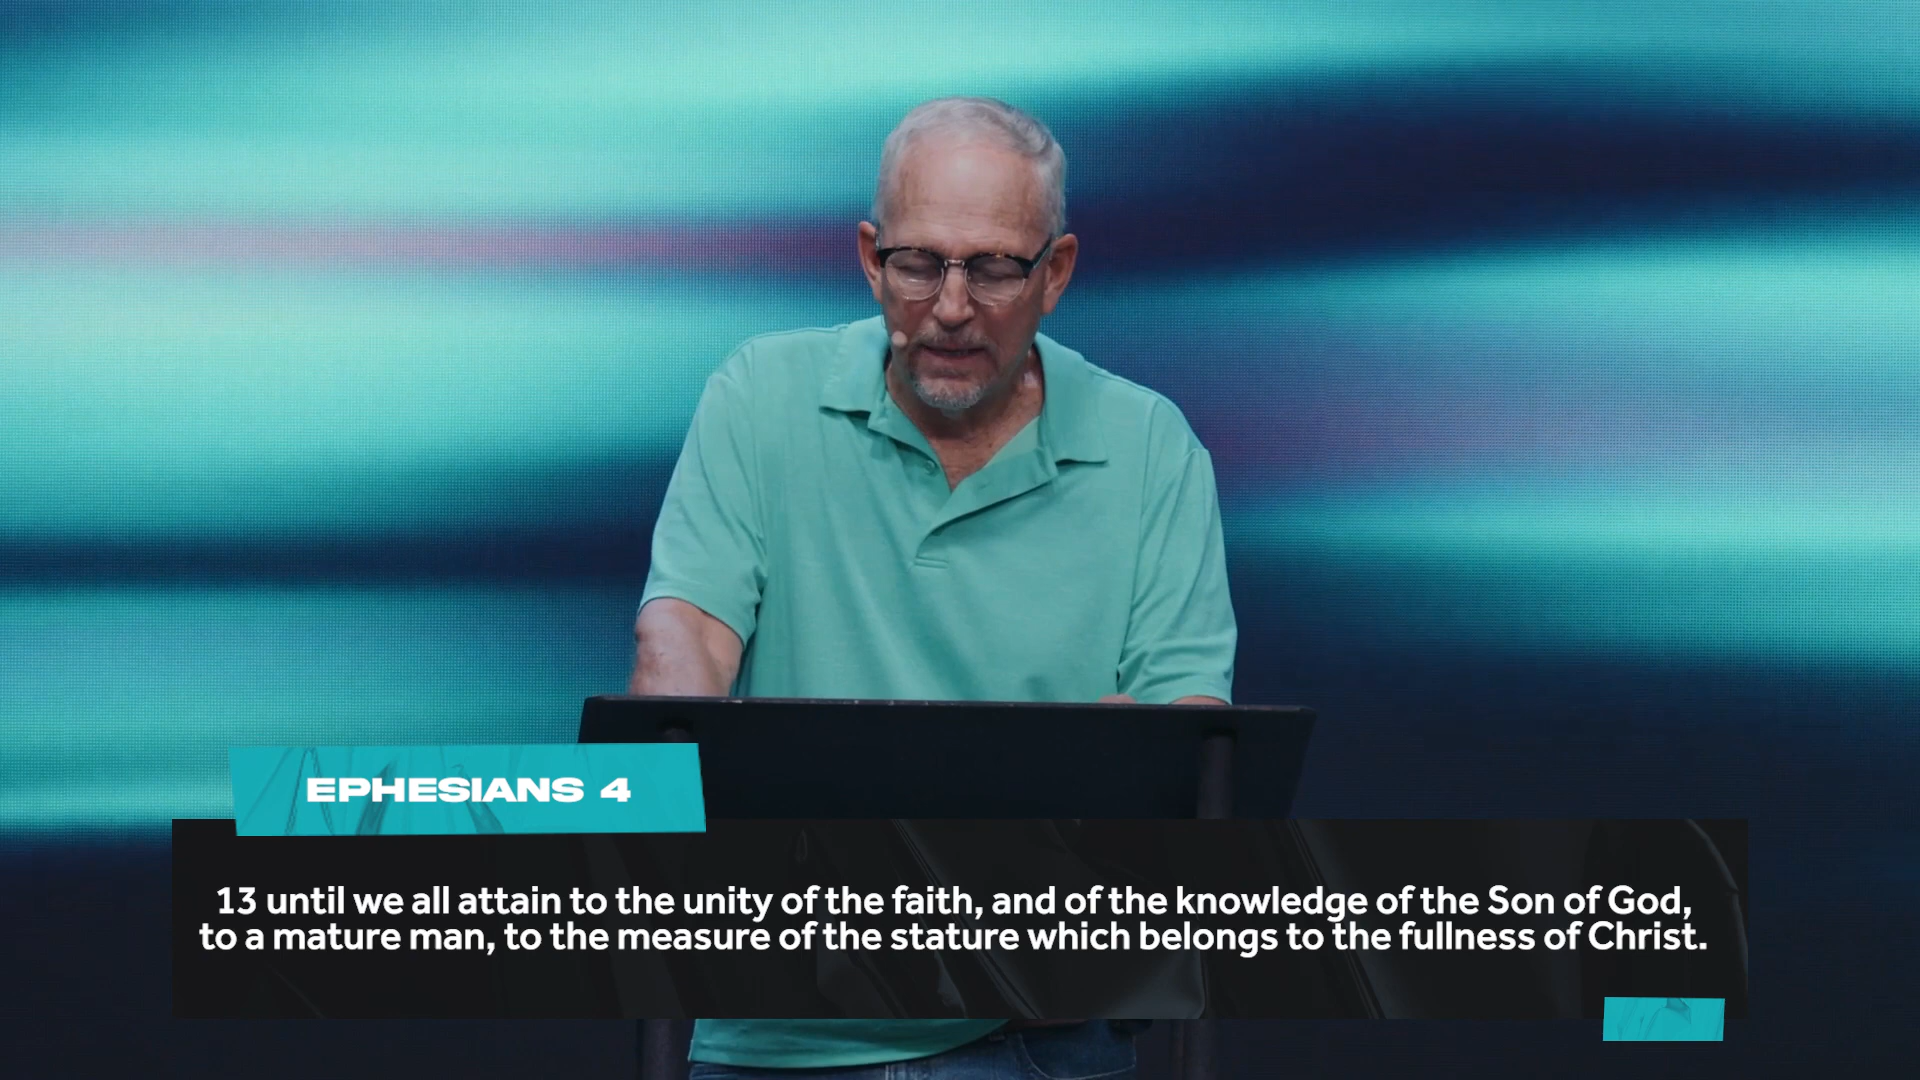 EPHESIANS 4
13 until we all attain to the unity of the faith, and of the knowledge of the Son of God,
to a mature man, to the measure of the stature which belongs to the fullness of Christ.